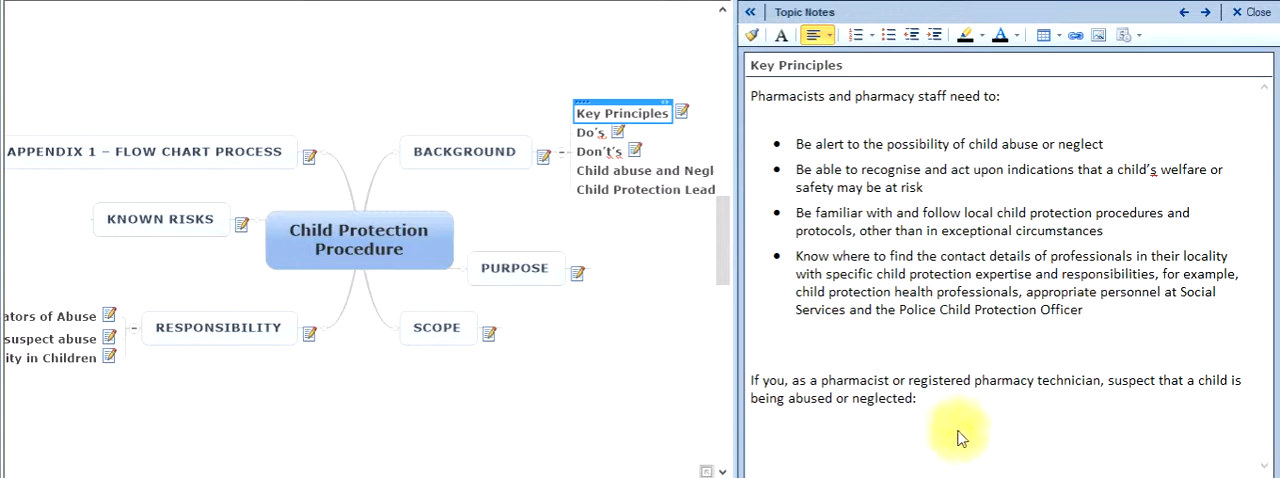 Topic Notes
Close
Key Principles
Pharmacists and pharmacy staff need to:
• Be alert to the possibility of child abuse or neglect
• Be able to recognise and act upon indications that a child's welfare or
safety may be at risk
• Be familiar with and follow local child protection procedures and
protocols, other than in exceptional circumstances
• Know where to find the contact details of professionals in their locality
with specific child protection expertise and responsibilities, for example,
child protection health professionals, appropriate personnel at Social
Services and the Police Child Protection Officer
If you, as a pharmacist or registered pharmacy technician, suspect that a child is
being abused or neglected:
Key Principles
Do's
Don't's
Child abuse and Negl
Child Protection Lead
BACKGROUND
APPENDIX 1 – FLOW CHART PROCESS
KNOWN RISKS
Child Protection
Procedure
PURPOSE
SCOPE
RESPONSIBILITY
ators of Abuse
suspect abuse
ity in Children